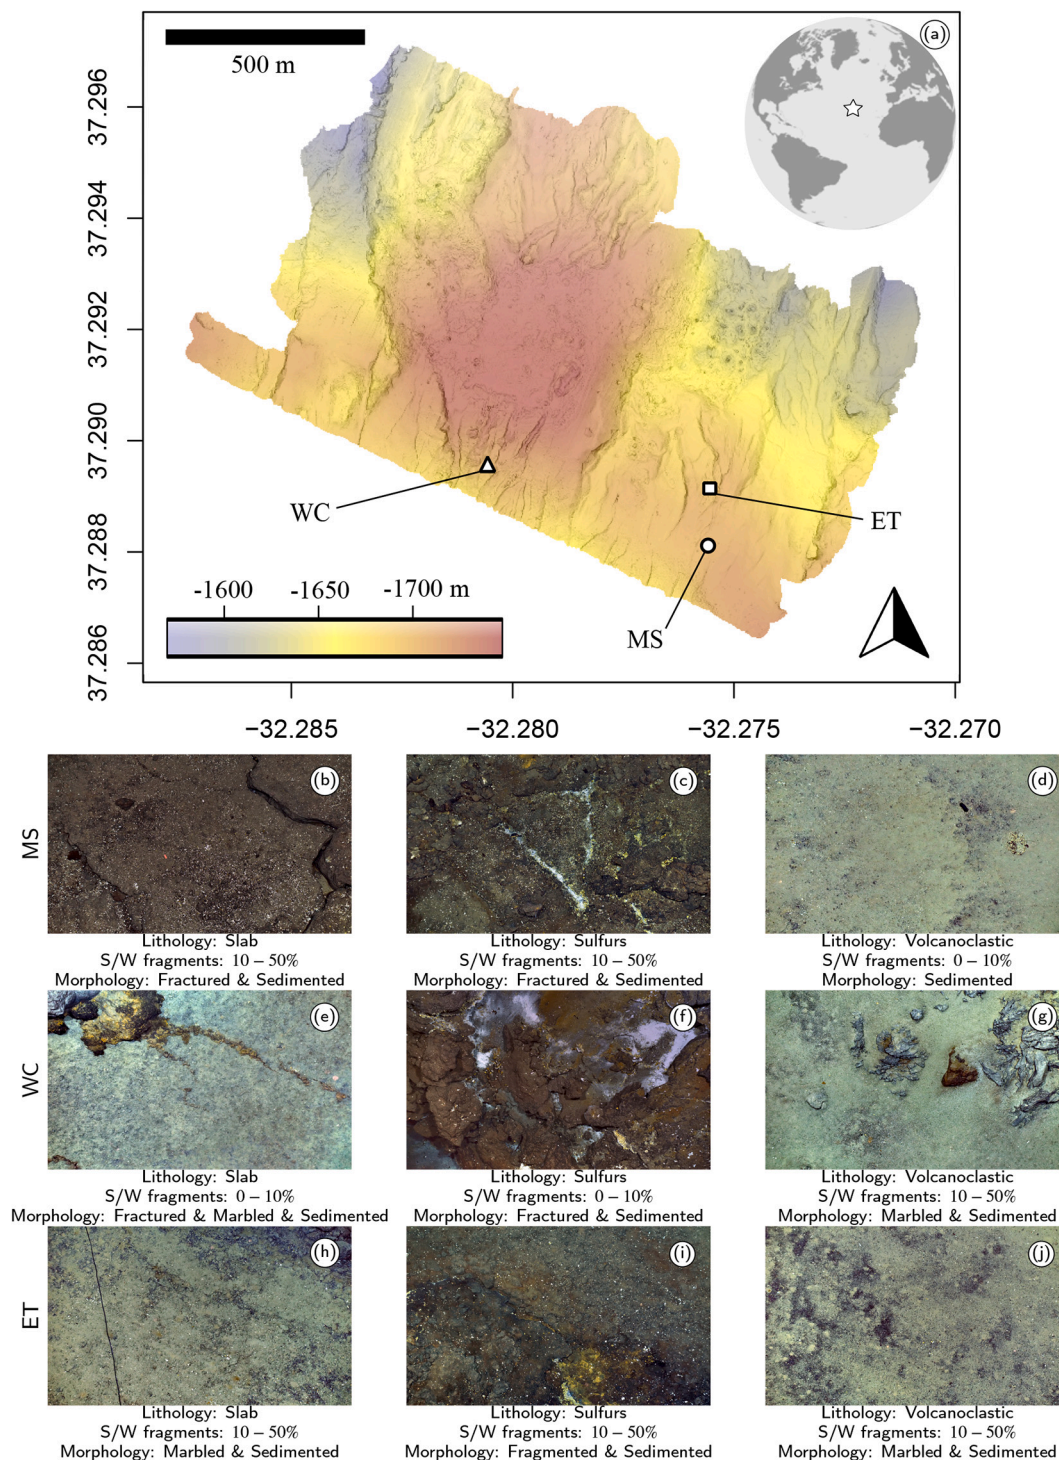 (a)
500 m
37.296
37.294
37.292
37.290
37.288
37.286
WC
ET
MS
-1600
-1650
-1700 m
−32.285
−32.280
−32.275
−32.270
MS
(b)
(c)
(d)
Lithology: Slab
S/W fragments: 10 – 50%
Morphology: Fractured & Sedimented
Lithology: Sulfurs
S/W fragments: 10 – 50%
Morphology: Fractured & Sedimented
Lithology: Volcanoclastic
S/W fragments: 0 – 10%
Morphology: Sedimented
WC
(e)
(f)
(g)
Lithology: Slab
S/W fragments: 0 – 10%
Morphology: Fractured & Marbled & Sedimented
Lithology: Sulfurs
S/W fragments: 0 – 10%
Morphology: Fractured & Sedimented
Lithology: Volcanoclastic
S/W fragments: 10 – 50%
Morphology: Marbled & Sedimented
ET
(h)
(i)
(j)
Lithology: Slab
S/W fragments: 10 – 50%
Morphology: Marbled & Sedimented
Lithology: Sulfurs
S/W fragments: 10 – 50%
Morphology: Fragmented & Sedimented
Lithology: Volcanoclastic
S/W fragments: 10 – 50%
Morphology: Marbled & Sedimented